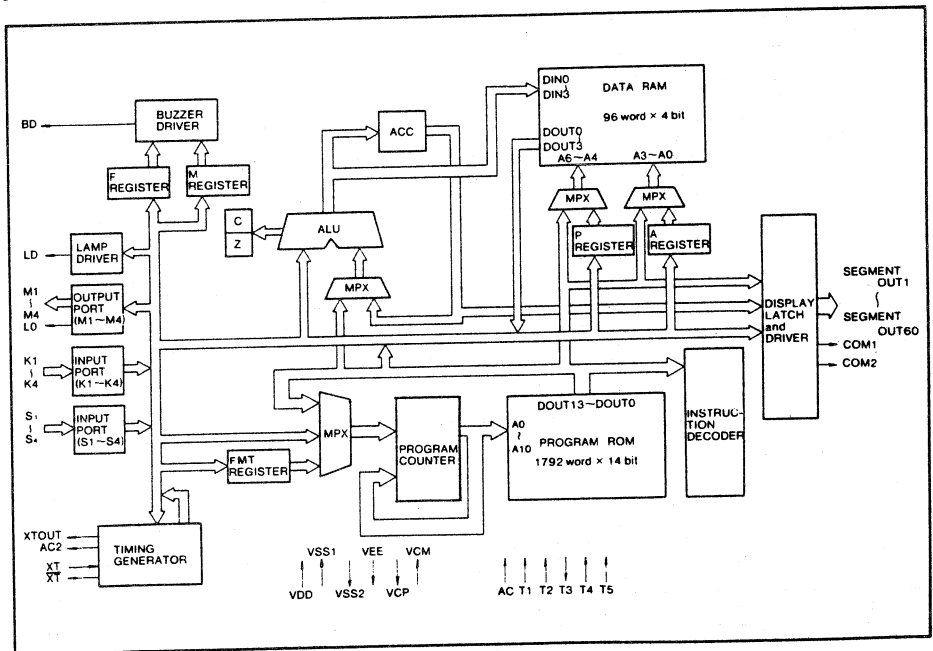 DIN0
~
DIN3
DATA RAM
96 word × 4 bit
DOUT0
~
DOUT3
A6~A4
A3~A0
BUZZER
DRIVER
BD
ACC
F
REGISTER
M
REGISTER
MPX
MPX
C
Z
ALU
P
REGISTER
A
REGISTER
LD
LAMP
DRIVER
MPX
M1
~
M4
L0
OUTPUT
PORT
(M1~M4)
DISPLAY
LATCH
and
DRIVER
SEGMENT
OUT1
~
SEGMENT
OUT60
COM1
COM2
K1
~
K4
INPUT
PORT
(K1~K4)
S1
~
S4
INPUT
PORT
(S1~S4)
MPX
FMT
REGISTER
PROGRAM
COUNTER
DOUT13~DOUT0
A0
~
A10
PROGRAM ROM
1792 word × 14 bit
INSTRUC-
TION
DECODER
XTOUT
AC2
XT
XT
TIMING
GENERATOR
VSS1
VEE
VCM
VDD
VSS2
VCP
AC T1 T2 T3 T4 T5